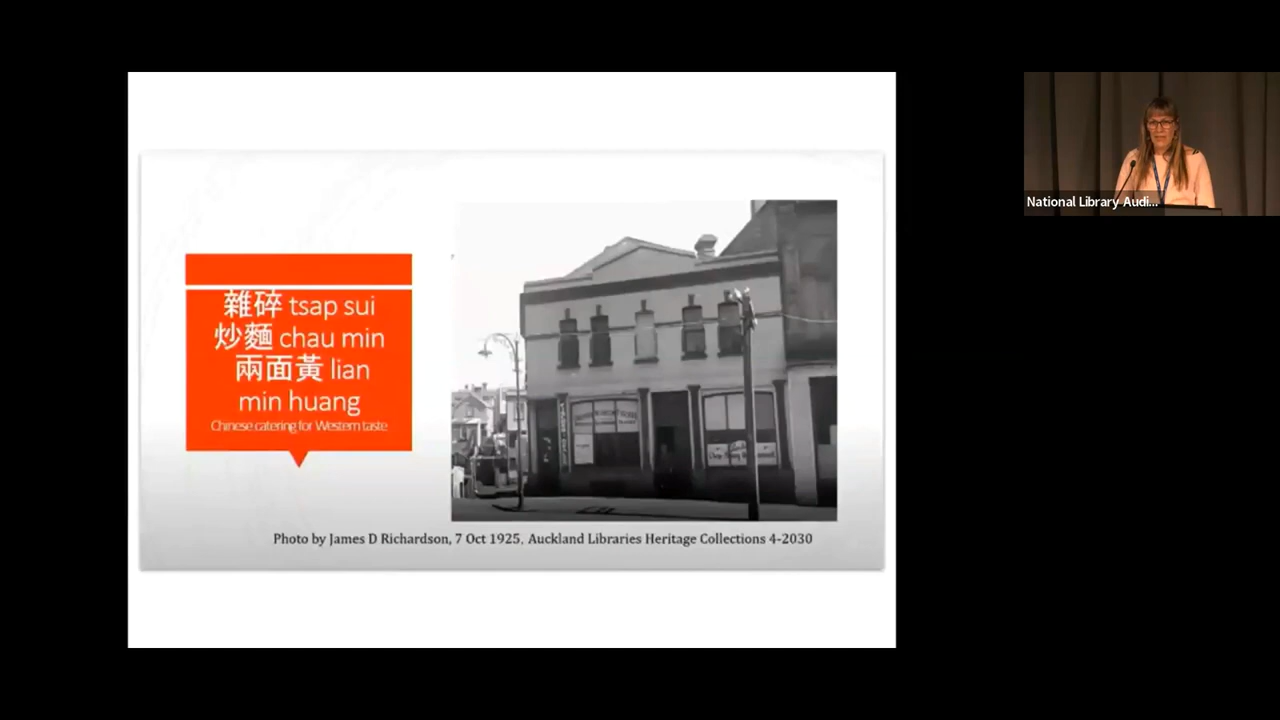 雜碎 tsap sui
炒麵 chau min
兩面黃 lian
min huang
Chinese catering for Western taste
Photo by James D Richardson, 7 Oct 1925, Auckland Libraries Heritage Collections 4-2030
National Library Audi...